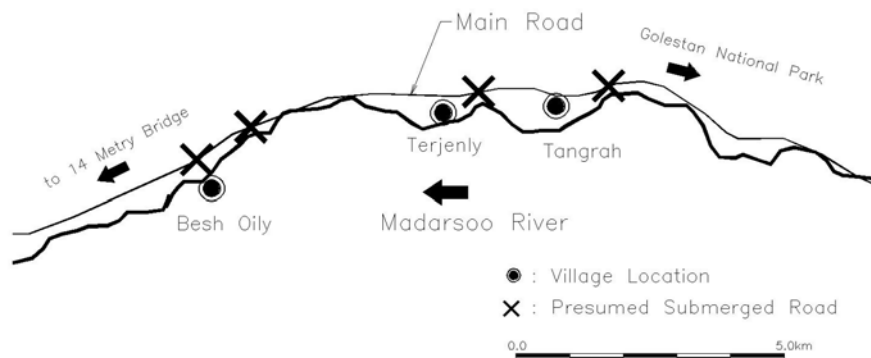 Main Road
Golestan National Park
to 14 Metry Bridge
Terjenly
Tangrah
Besh Oily
Madarsoo River
: Village Location
: Presumed Submerged Road
0.0
5.0km